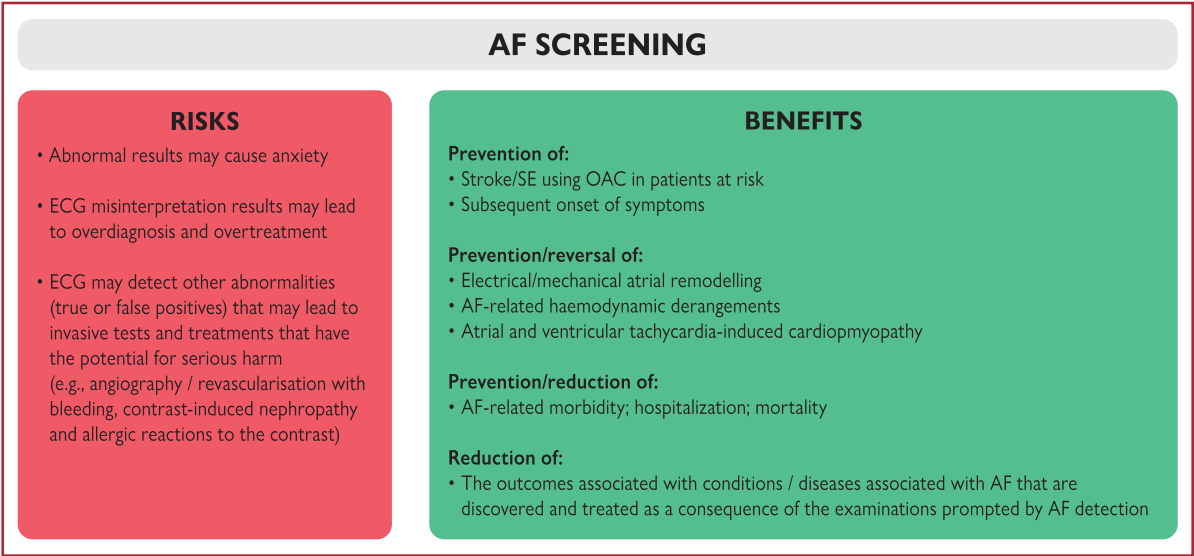 AF SCREENING
RISKS
• Abnormal results may cause anxiety
• ECG misinterpretation results may lead
to overdiagnosis and overtreatment
• ECG may detect other abnormalities
(true or false positives) that may lead to
invasive tests and treatments that have
the potential for serious harm
(e.g., angiography / revascularisation with
bleeding, contrast-induced nephropathy
and allergic reactions to the contrast)
BENEFITS
Prevention of:
• Stroke/SE using OAC in patients at risk
• Subsequent onset of symptoms
Prevention/reversal of:
• Electrical/mechanical atrial remodelling
• AF-related haemodynamic derangements
• Atrial and ventricular tachycardia-induced cardiopmyopathy
Prevention/reduction of:
• AF-related morbidity; hospitalization; mortality
Reduction of:
• The outcomes associated with conditions / diseases associated with AF that are
discovered and treated as a consequence of the examinations prompted by AF detection